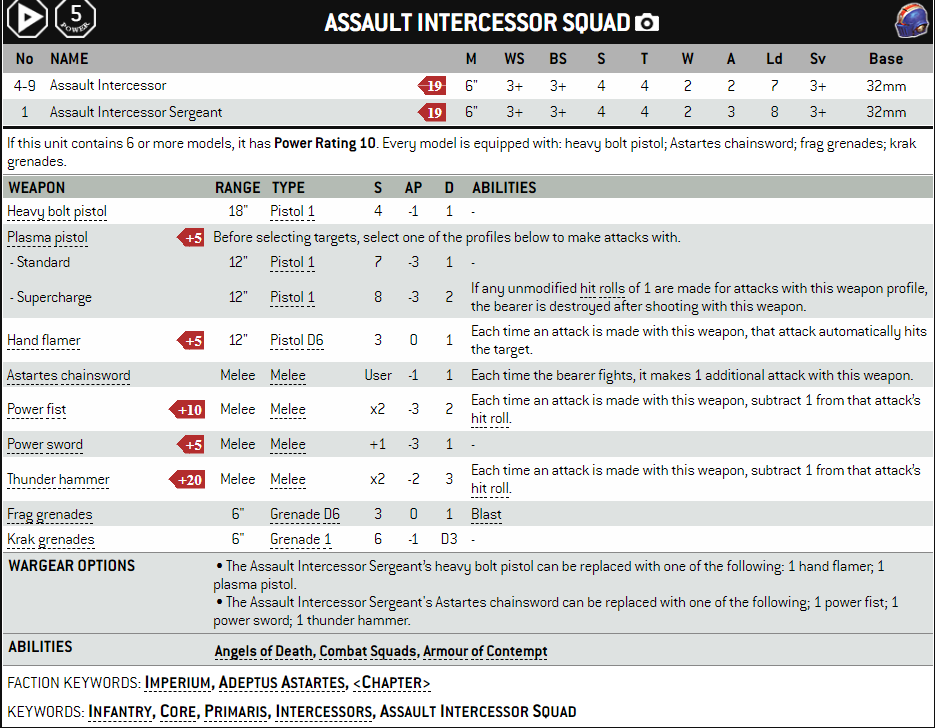 5
POWER
ASSAULT INTERCESSOR SQUAD
No NAME M WS BS S T W A Ld Sv Base
4-9 Assault Intercessor 19 6" 3+ 3+ 4 4 2 2 7 3+ 32mm
1 Assault Intercessor Sergeant 19 6" 3+ 3+ 4 4 2 3 8 3+ 32mm
If this unit contains 6 or more models, it has Power Rating 10. Every model is equipped with: heavy bolt pistol; Astartes chainsword; frag grenades; krak
grenades.
WEAPON RANGE TYPE S AP D ABILITIES
Heavy bolt pistol 18" Pistol 1 4 -1 1 -
Plasma pistol +5 Before selecting targets, select one of the profiles below to make attacks with.
- Standard 12" Pistol 1 7 -3 1 -
- Supercharge 12" Pistol 1 8 -3 2 If any unmodified hit rolls of 1 are made for attacks with this weapon profile,
the bearer is destroyed after shooting with this weapon.
Hand flamer +5 12" Pistol D6 3 0 1 Each time an attack is made with this weapon, that attack automatically hits
the target.
Astartes chainsword Melee Melee User -1 1 Each time the bearer fights, it makes 1 additional attack with this weapon.
Power fist +10 Melee Melee x2 -3 2 Each time an attack is made with this weapon, subtract 1 from that attack's
hit roll.
Power sword +5 Melee Melee +1 -3 1 -
Thunder hammer +20 Melee Melee x2 -2 3 Each time an attack is made with this weapon, subtract 1 from that attack's
hit roll.
Frag grenades 6" Grenade D6 3 0 1 Blast
Krak grenades 6" Grenade 1 6 -1 D3 -
WARGEAR OPTIONS • The Assault Intercessor Sergeant's heavy bolt pistol can be replaced with one of the following: 1 hand flamer; 1
plasma pistol.
• The Assault Intercessor Sergeant's Astartes chainsword can be replaced with one of the following; 1 power fist; 1
power sword; 1 thunder hammer.
ABILITIES Angels of Death, Combat Squads, Armour of Contempt
FACTION KEYWORDS: IMPERIUM, ADEPTUS ASTARTES, <CHAPTER>
KEYWORDS: INFANTRY, CORE, PRIMARIS, INTERCESSORS, ASSAULT INTERCESSOR SQUAD